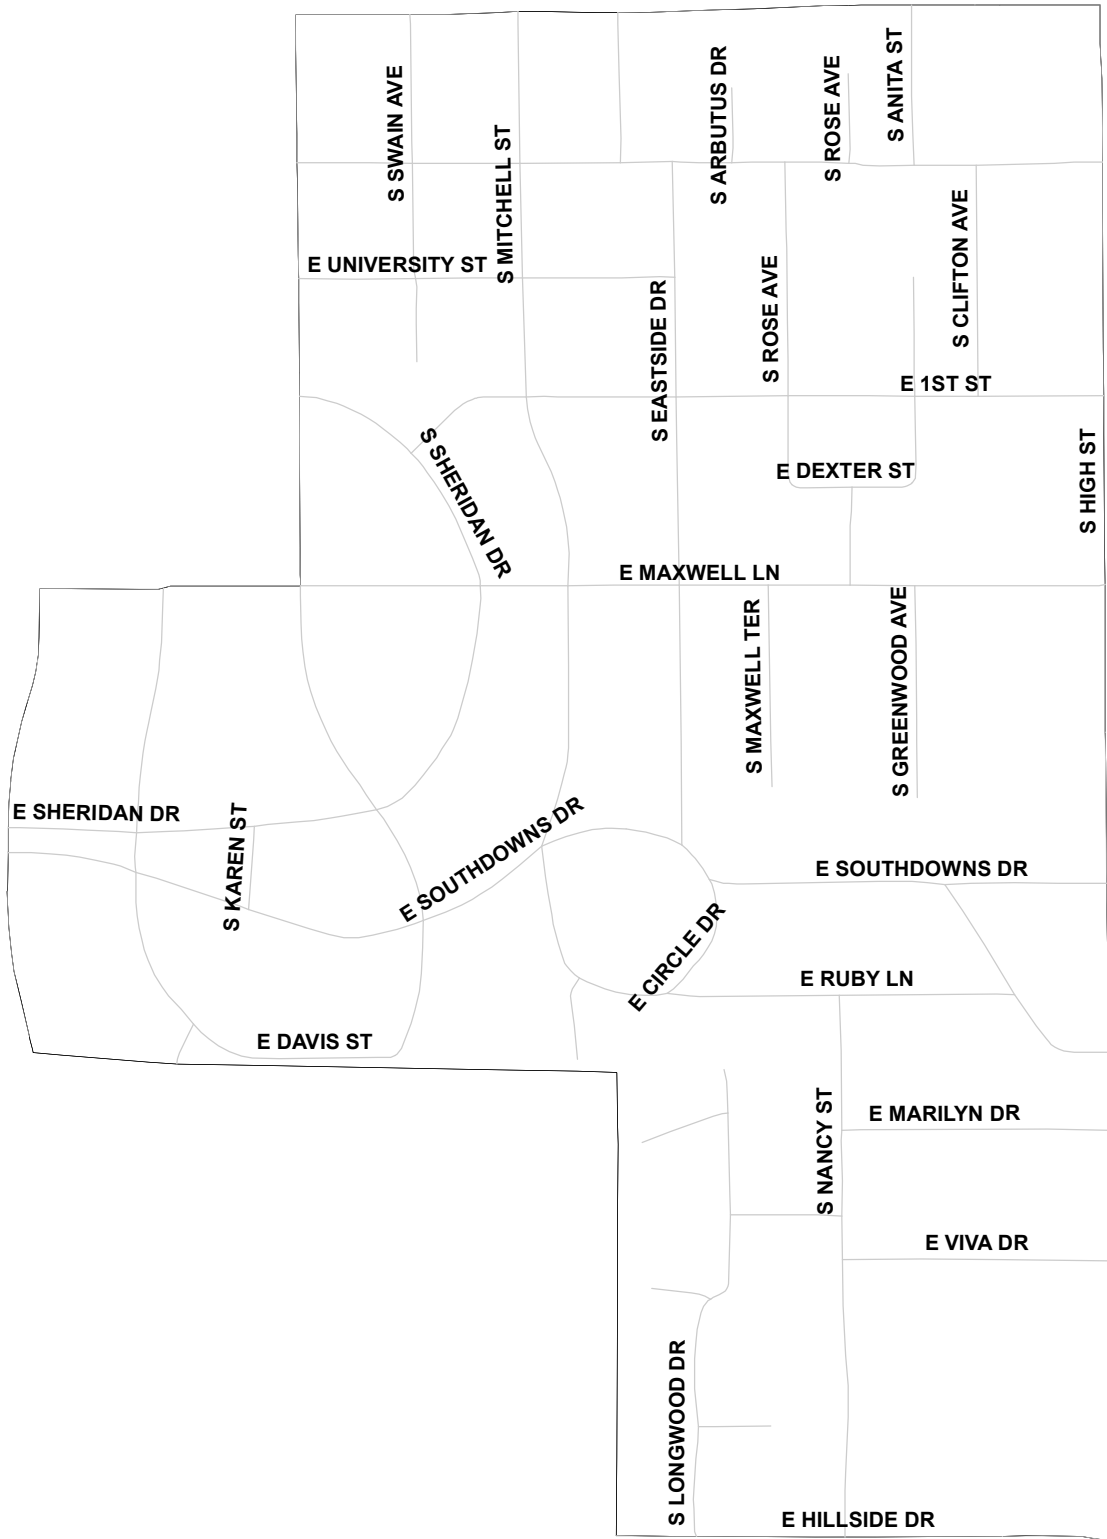 S SWAIN AVE
S MITCHELL ST
S ARBUTUS DR
S ROSE AVE
S ANITA ST
E UNIVERSITY ST
S EASTSIDE DR
S ROSE AVE
S CLIFTON AVE
E 1ST ST
S SHERIDAN DR
E DEXTER ST
S HIGH ST
E MAXWELL LN
S MAXWELL TER
S GREENWOOD AVE
E SHERIDAN DR
S KAREN ST
E SOUTHDOWNS DR
E SOUTHDOWNS DR
E CIRCLE DR
E RUBY LN
E DAVIS ST
S NANCY ST
E MARILYN DR
E VIVA DR
S LONGWOOD DR
E HILLSIDE DR